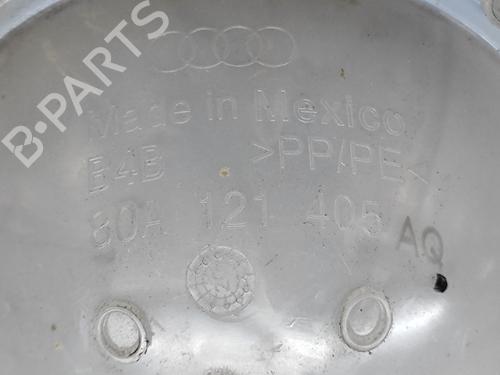 B-PARTS
Made in Mexico
B4B >PP/PE<
80A 121 405 AQ